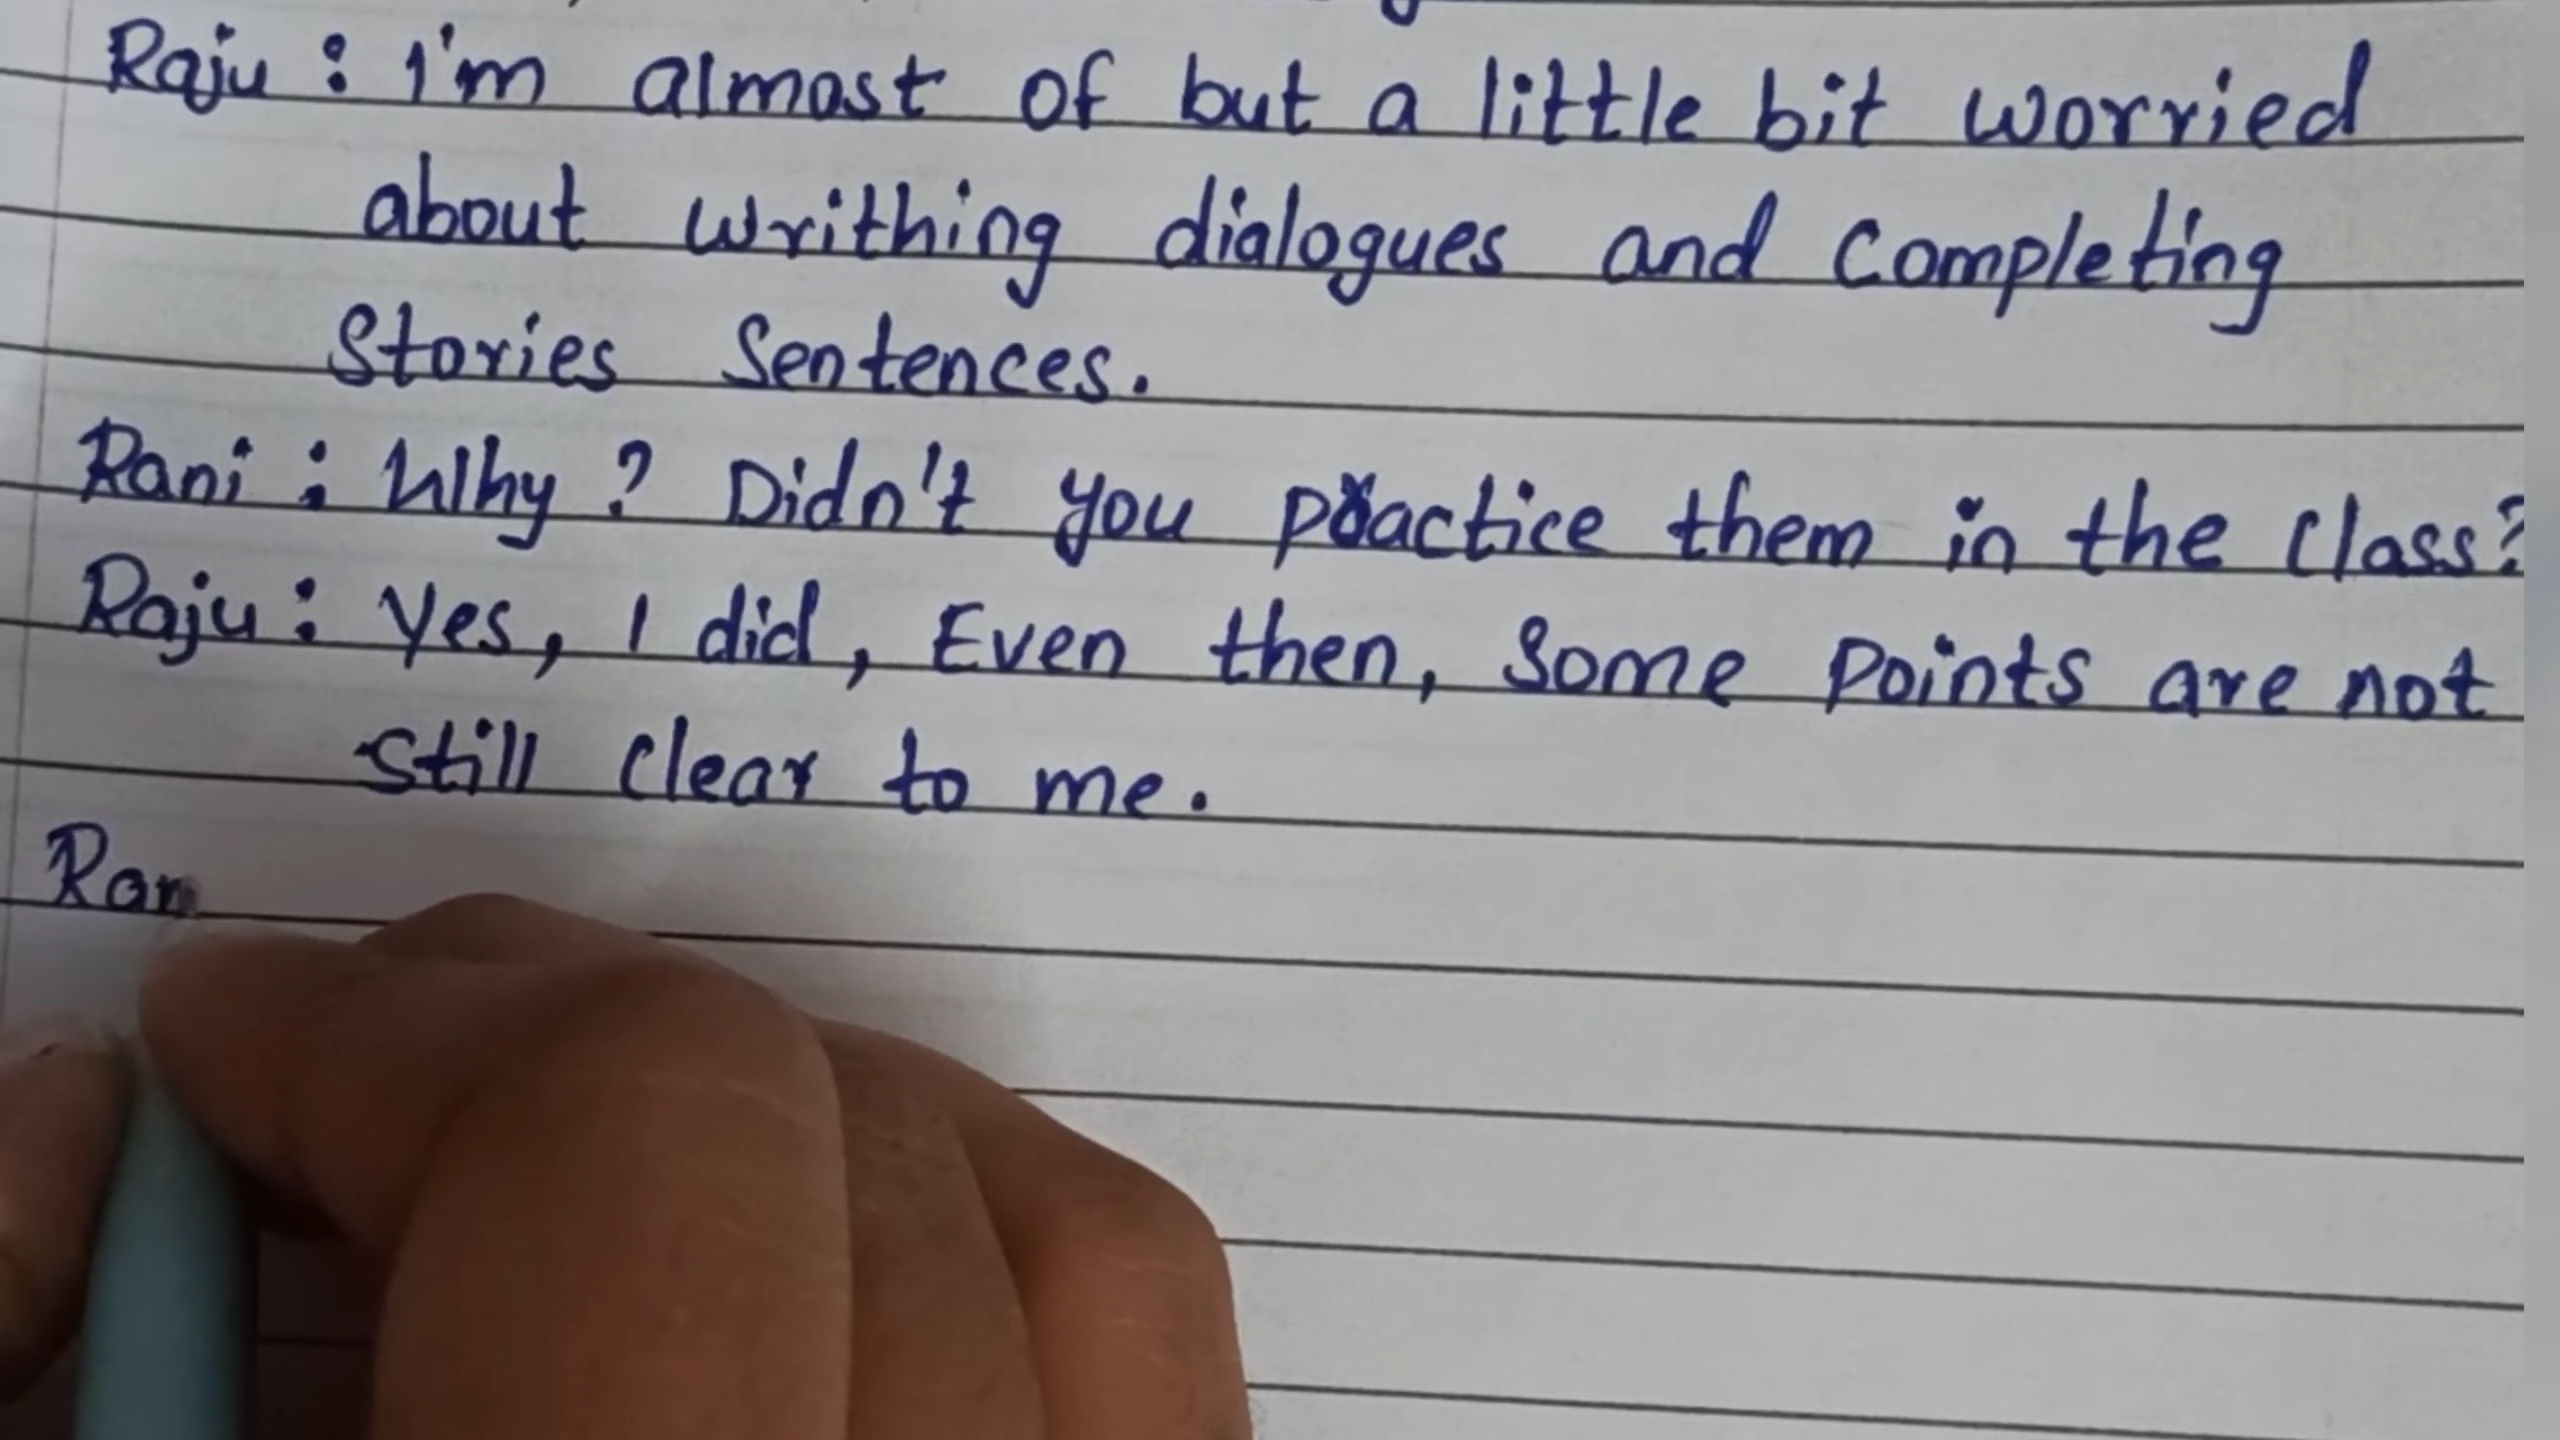 Raju : I'm almost of but a little bit worried
about writhing dialogues and completing
Stories Sentences.
Rani : Why ? Didn't you practice them in the class?
Raju : Yes, I did, Even then, Some points are not
still clear to me.
Ran